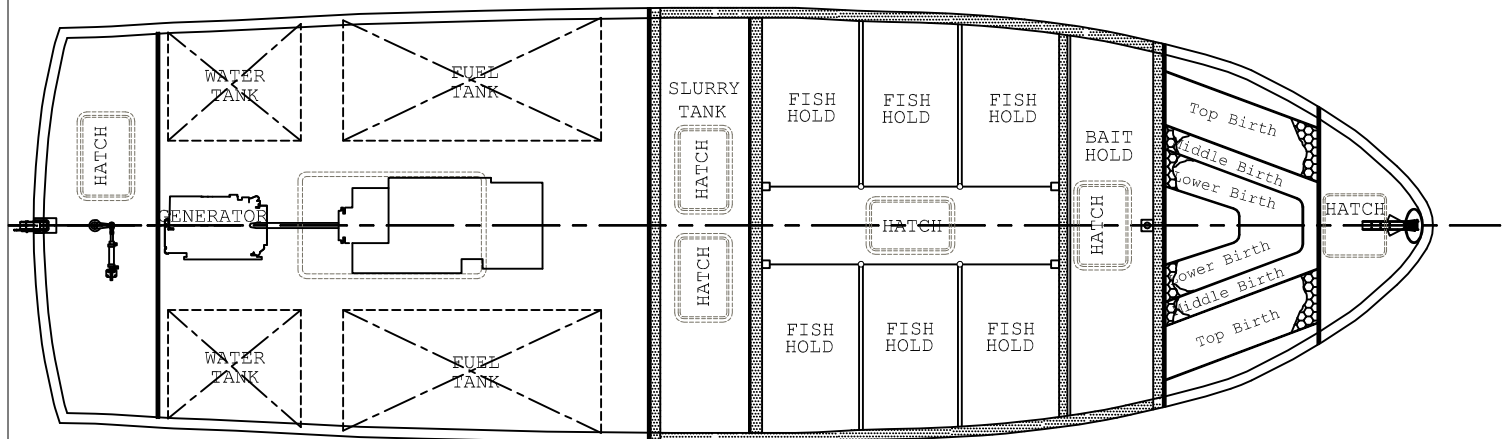 WATER
TANK
FUEL
TANK
SLURRY
TANK
FISH
HOLD
FISH
HOLD
FISH
HOLD
BAIT
HOLD
Top Birth
Middle Birth
Lower Birth
HATCH
HATCH
HATCH
HATCH
HATCH
HATCH
GENERATOR
Lower Birth
Middle Birth
Top Birth
WATER
TANK
FUEL
TANK
FISH
HOLD
FISH
HOLD
FISH
HOLD